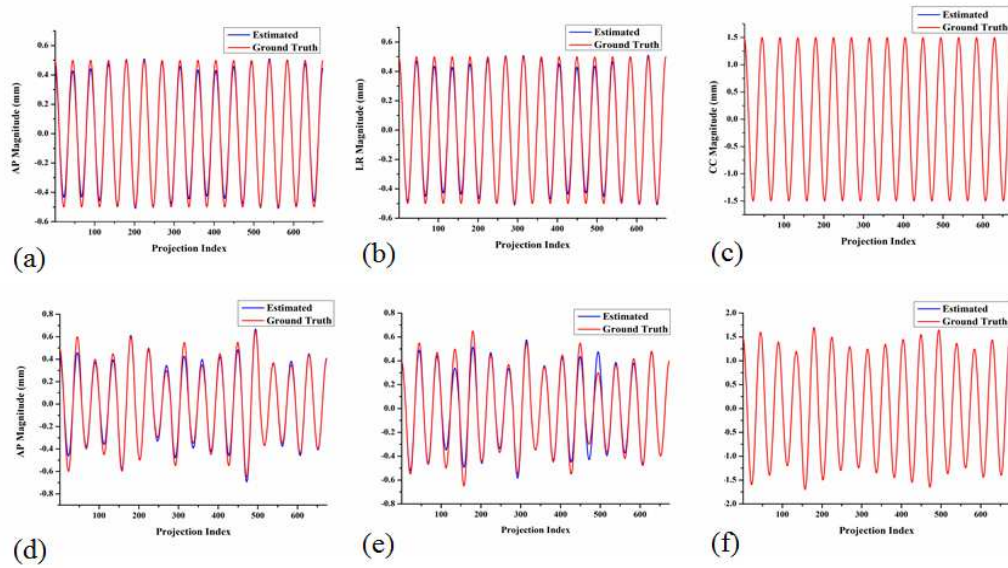 Estimated
Ground Truth
AP Magnitude (mm)
0.6
0.4
0.2
0.0
-0.2
-0.4
-0.6
100 200 300 400 500 600
Projection Index
(a)
Estimated
Ground Truth
LR Magnitude (mm)
0.6
0.4
0.2
0.0
-0.2
-0.4
-0.6
100 200 300 400 500 600
Projection Index
(b)
Estimated
Ground Truth
CC Magnitude (mm)
1.5
1.0
0.5
0.0
-0.5
-1.0
-1.5
100 200 300 400 500 600
Projection Index
(c)
Estimated
Ground Truth
AP Magnitude (mm)
0.8
0.6
0.4
0.2
0.0
-0.2
-0.4
-0.6
-0.8
100 200 300 400 500 600
Projection Index
(d)
Estimated
Ground Truth
0.8
0.6
0.4
0.2
0.0
-0.2
-0.4
-0.6
-0.8
100 200 300 400 500 600
Projection Index
(e)
Estimated
Ground Truth
2.0
1.5
1.0
0.5
0.0
-0.5
-1.0
-1.5
-2.0
100 200 300 400 500 600
Projection Index
(f)